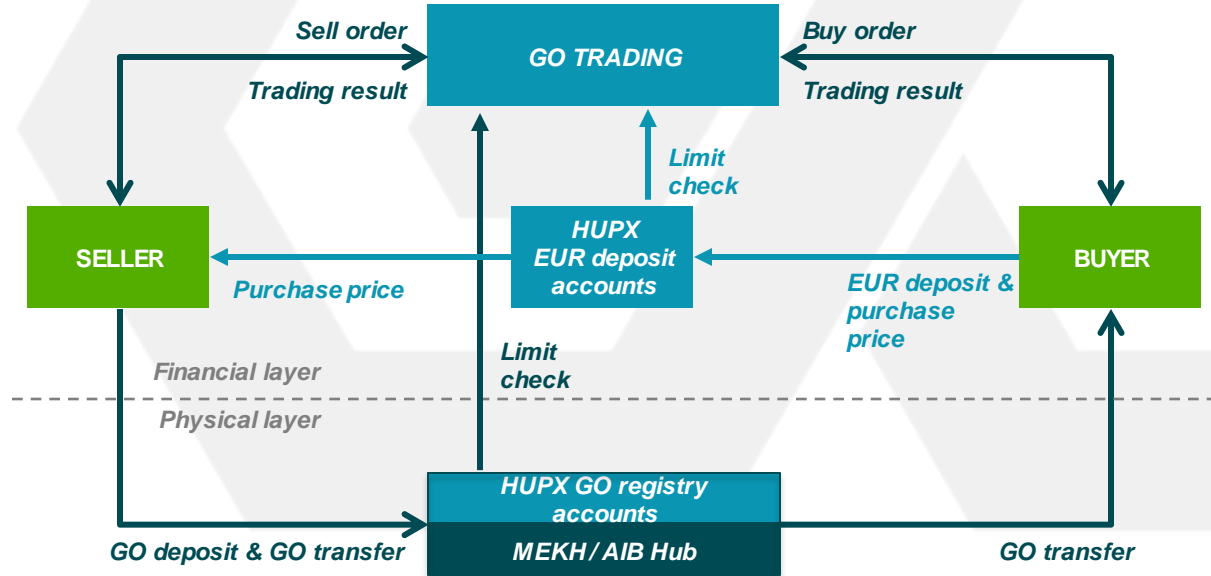 Sell order
GO TRADING
Buy order
Trading result
Trading result
Limit
check
SELLER
HUPX
EUR deposit
accounts
BUYER
Purchase price
EUR deposit &
purchase
price
Limit
check
Financial layer
Physical layer
HUPX GO registry
accounts
GO deposit & GO transfer
MEKH / AIB Hub
GO transfer